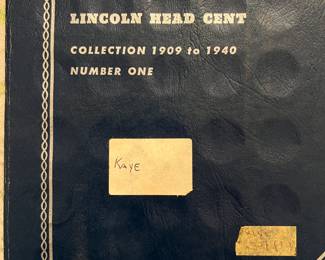 LINCOLN HEAD CENT
COLLECTION 1909 to 1940
NUMBER ONE
Kaye